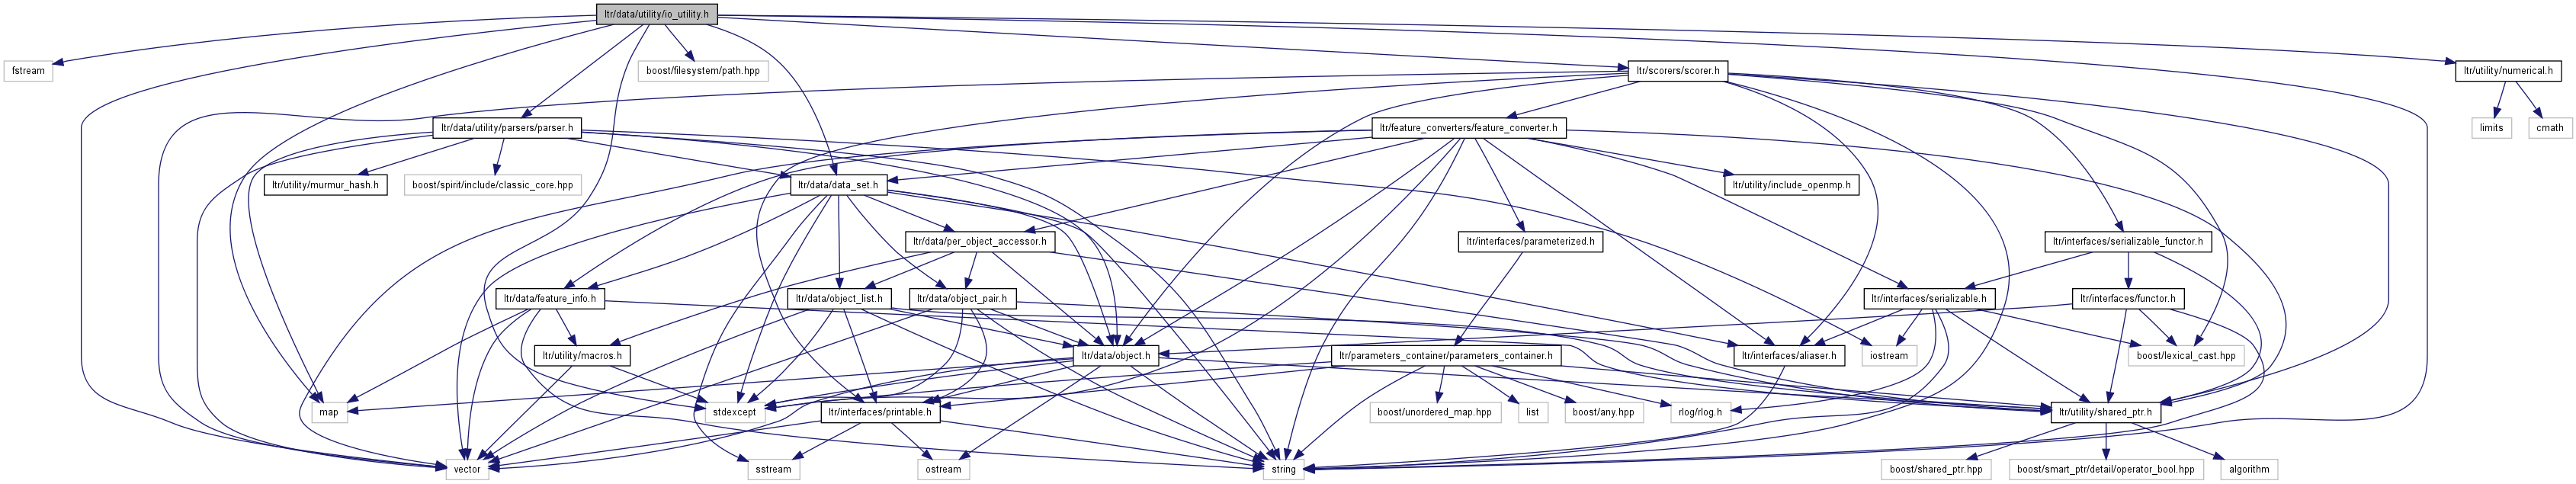 ltr/data/utility/io_utility.h
fstream
boost/filesystem/path.hpp
ltr/scorers/scorer.h
ltr/utility/numerical.h
ltr/data/utility/parsers/parser.h
ltr/feature_converters/feature_converter.h
limits
cmath
ltr/utility/murmur_hash.h
boost/spirit/include/classic_core.hpp
ltr/data/data_set.h
ltr/utility/include_openmp.h
ltr/data/per_object_accessor.h
ltr/interfaces/parameterized.h
ltr/interfaces/serializable_functor.h
ltr/data/feature_info.h
ltr/data/object_list.h
ltr/data/object_pair.h
ltr/interfaces/serializable.h
ltr/interfaces/functor.h
ltr/utility/macros.h
ltr/data/object.h
ltr/parameters_container/parameters_container.h
ltr/interfaces/aliaser.h
iostream
boost/lexical_cast.hpp
map
stdexcept
ltr/interfaces/printable.h
boost/unordered_map.hpp
list
boost/any.hpp
rlog/rlog.h
ltr/utility/shared_ptr.h
vector
sstream
ostream
string
boost/shared_ptr.hpp
boost/smart_ptr/detail/operator_bool.hpp
algorithm